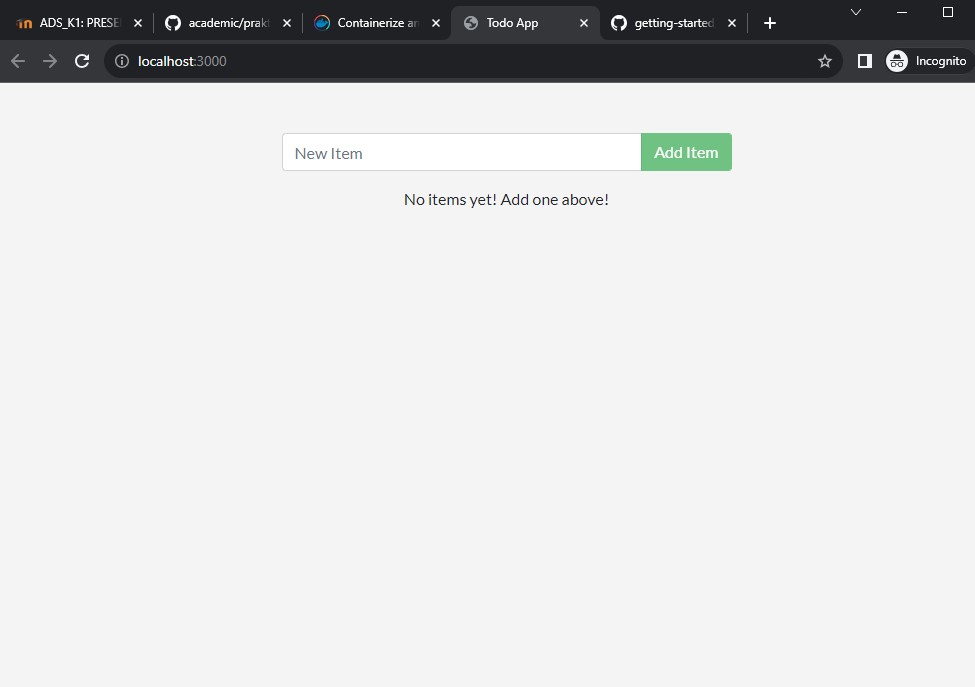 ADS_K1: PRESE
academic/prakt
Containerize an
Todo App
getting-started
localhost:3000
Incognito
New Item
Add Item
No items yet! Add one above!